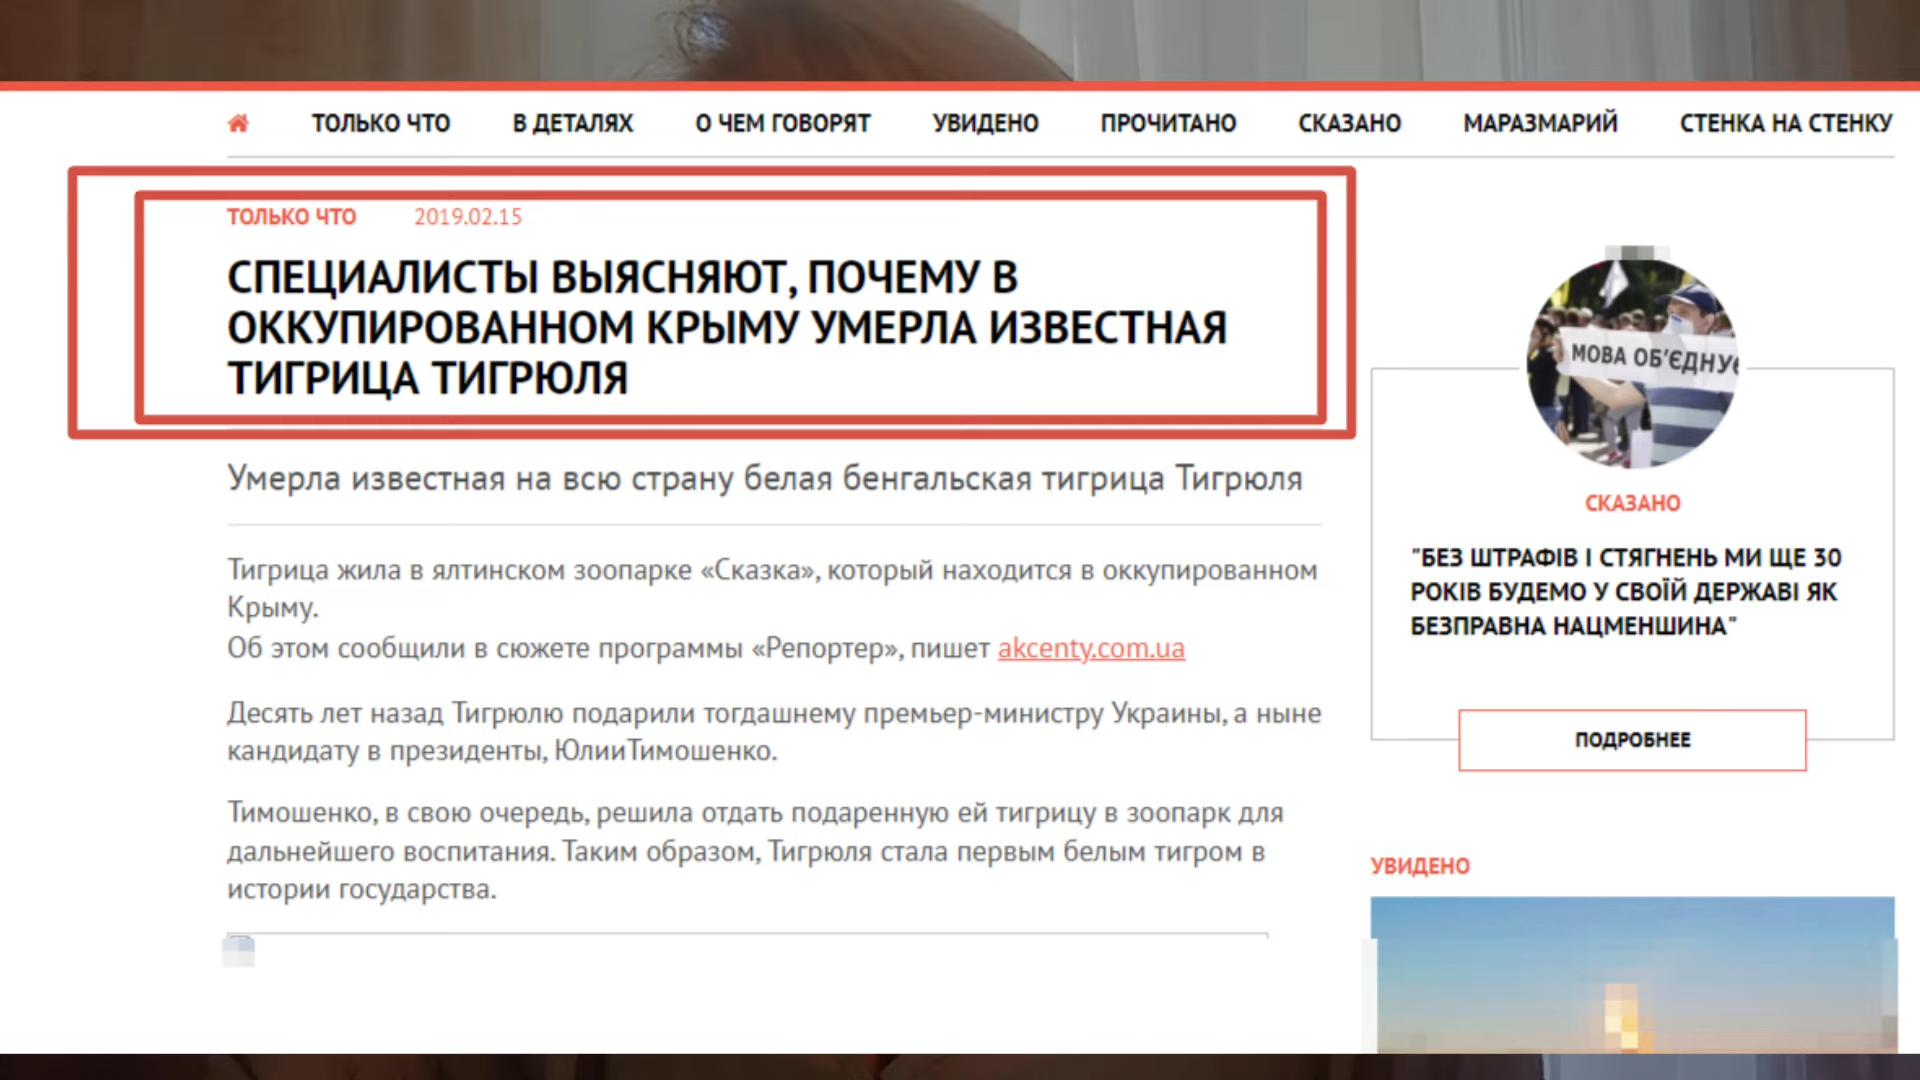 ТОЛЬКО ЧТО В ДЕТАЛЯХ О ЧЕМ ГОВОРЯТ УВИДЕНО ПРОЧИТАНО СКАЗАНО МАРАЗМАРИЙ СТЕНКА НА СТЕНКУ
ТОЛЬКО ЧТО 2019.02.15
СПЕЦИАЛИСТЫ ВЫЯСНЯЮТ, ПОЧЕМУ В
ОККУПИРОВАННОМ КРЫМУ УМЕРЛА ИЗВЕСТНАЯ
ТИГРИЦА ТИГРЮЛЯ
Умерла известная на всю страну белая бенгальская тигрица Тигрюля
Тигрица жила в ялтинском зоопарке «Сказка», который находится в оккупированном
Крыму.
Об этом сообщили в сюжете программы «Репортер», пишет akcenty.com.ua
Десять лет назад Тигрюлю подарили тогдашнему премьер-министру Украины, а ныне
кандидату в президенты, ЮлииТимошенко.
Тимошенко, в свою очередь, решила отдать подаренную ей тигрицу в зоопарк для
дальнейшего воспитания. Таким образом, Тигрюля стала первым белым тигром в
истории государства.
МОВА ОБ'ЄДНУЄ
СКАЗАНО
"БЕЗ ШТРАФІВ І СТЯГНЕНЬ МИ ЩЕ 30
РОКІВ БУДЕМО У СВОЇЙ ДЕРЖАВІ ЯК
БЕЗПРАВНА НАЦМЕНШИНА"
ПОДРОБНЕЕ
УВИДЕНО